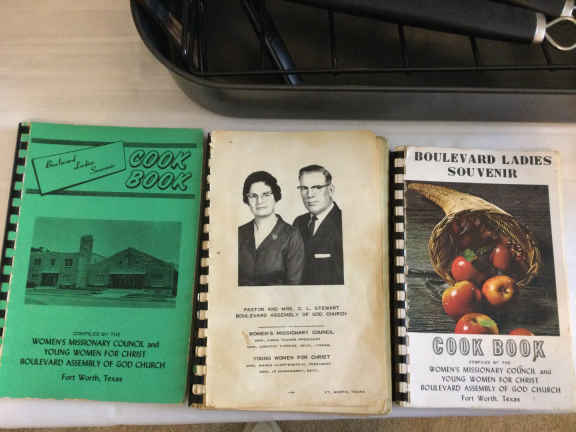 Boulevard Ladies
Souvenir
COOK
BOOK
COMPILED BY THE
WOMEN'S MISSIONARY COUNCIL and
YOUNG WOMEN FOR CHRIST
BOULEVARD ASSEMBLY OF GOD CHURCH
Fort Worth, Texas
PASTOR AND MRS. C. L. STEWART
BOULEVARD ASSEMBLY OF GOD CHURCH
WOMEN'S MISSIONARY COUNCIL
YOUNG WOMEN FOR CHRIST
FT. WORTH, TEXAS
BOULEVARD LADIES
SOUVENIR
COOK BOOK
COMPILED BY THE
WOMEN'S MISSIONARY COUNCIL and
YOUNG WOMEN FOR CHRIST
BOULEVARD ASSEMBLY OF GOD CHURCH
Fort Worth, Texas